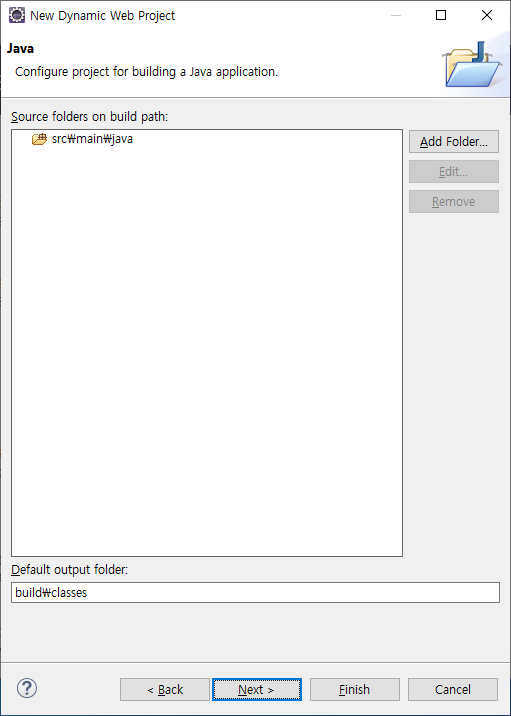 New Dynamic Web Project
Java
Configure project for building a Java application.
Source folders on build path:
src₩main₩java
Add Folder...
Edit...
Remove
Default output folder:
build₩classes
?
< Back
Next >
Finish
Cancel